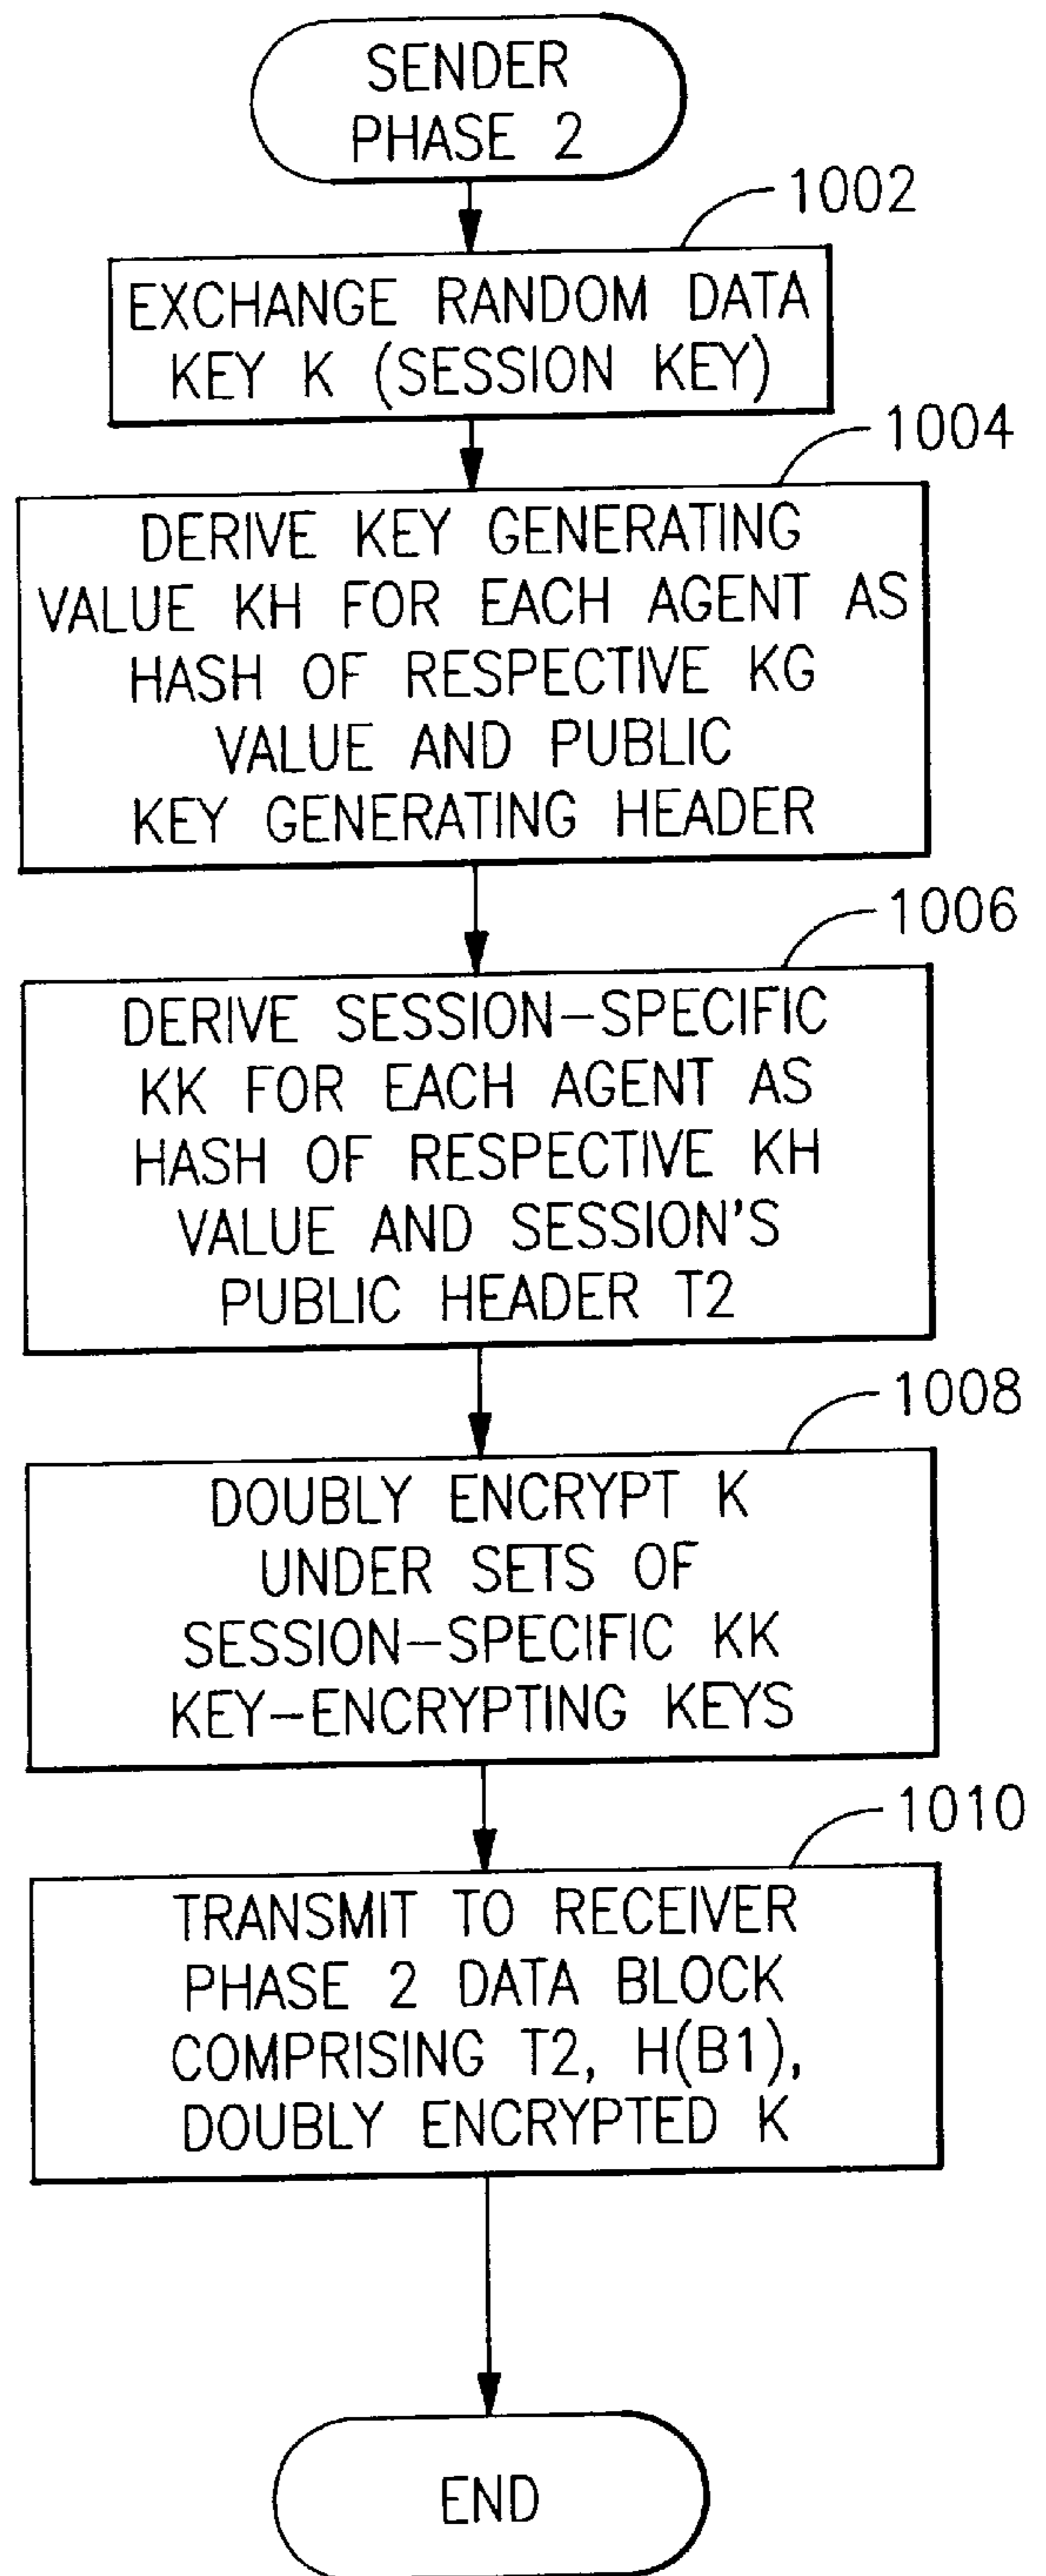 SENDER
PHASE 2
1002
EXCHANGE RANDOM DATA
KEY K (SESSION KEY)
1004
DERIVE KEY GENERATING
VALUE KH FOR EACH AGENT AS
HASH OF RESPECTIVE KG
VALUE AND PUBLIC
KEY GENERATING HEADER
1006
DERIVE SESSION-SPECIFIC
KK FOR EACH AGENT AS
HASH OF RESPECTIVE KH
VALUE AND SESSION'S
PUBLIC HEADER T2
1008
DOUBLY ENCRYPT K
UNDER SETS OF
SESSION-SPECIFIC KK
KEY-ENCRYPTING KEYS
1010
TRANSMIT TO RECEIVER
PHASE 2 DATA BLOCK
COMPRISING T2, H(B1),
DOUBLY ENCRYPTED K
END